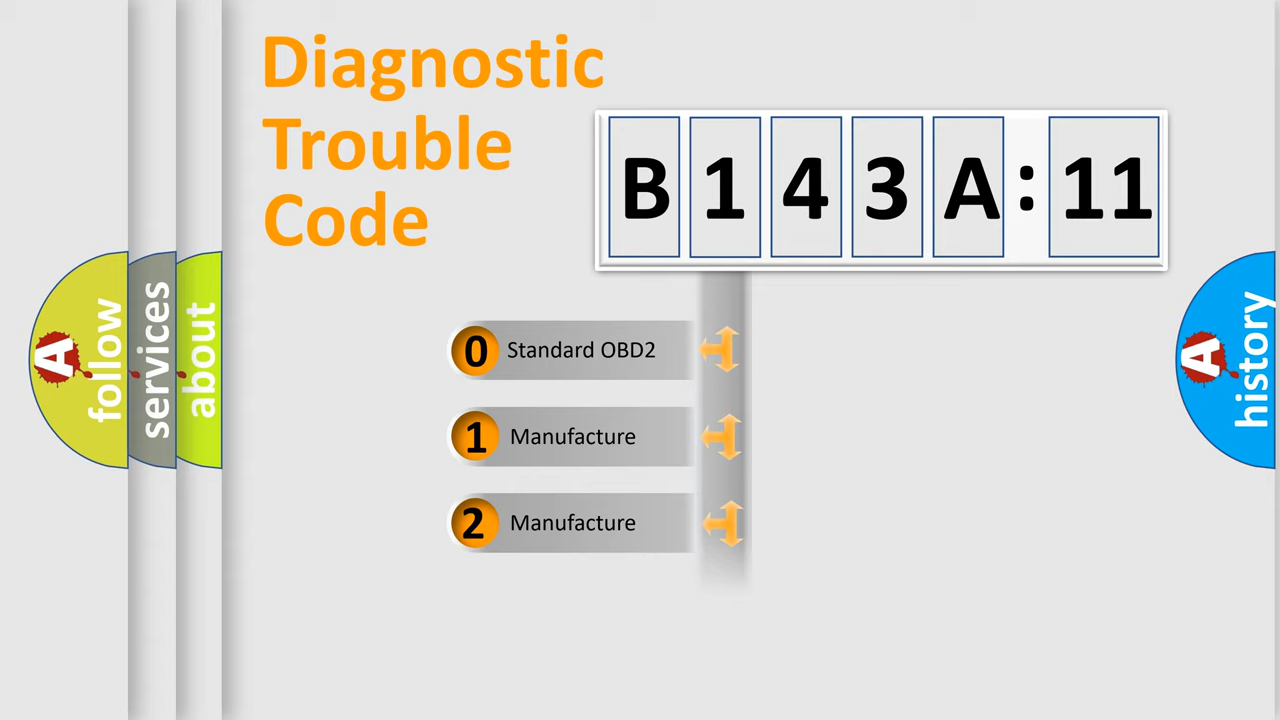 Diagnostic
Trouble
Code
B 1 4 3 A : 11
0 Standard OBD2
1 Manufacture
2 Manufacture
A follow
services
about
A history